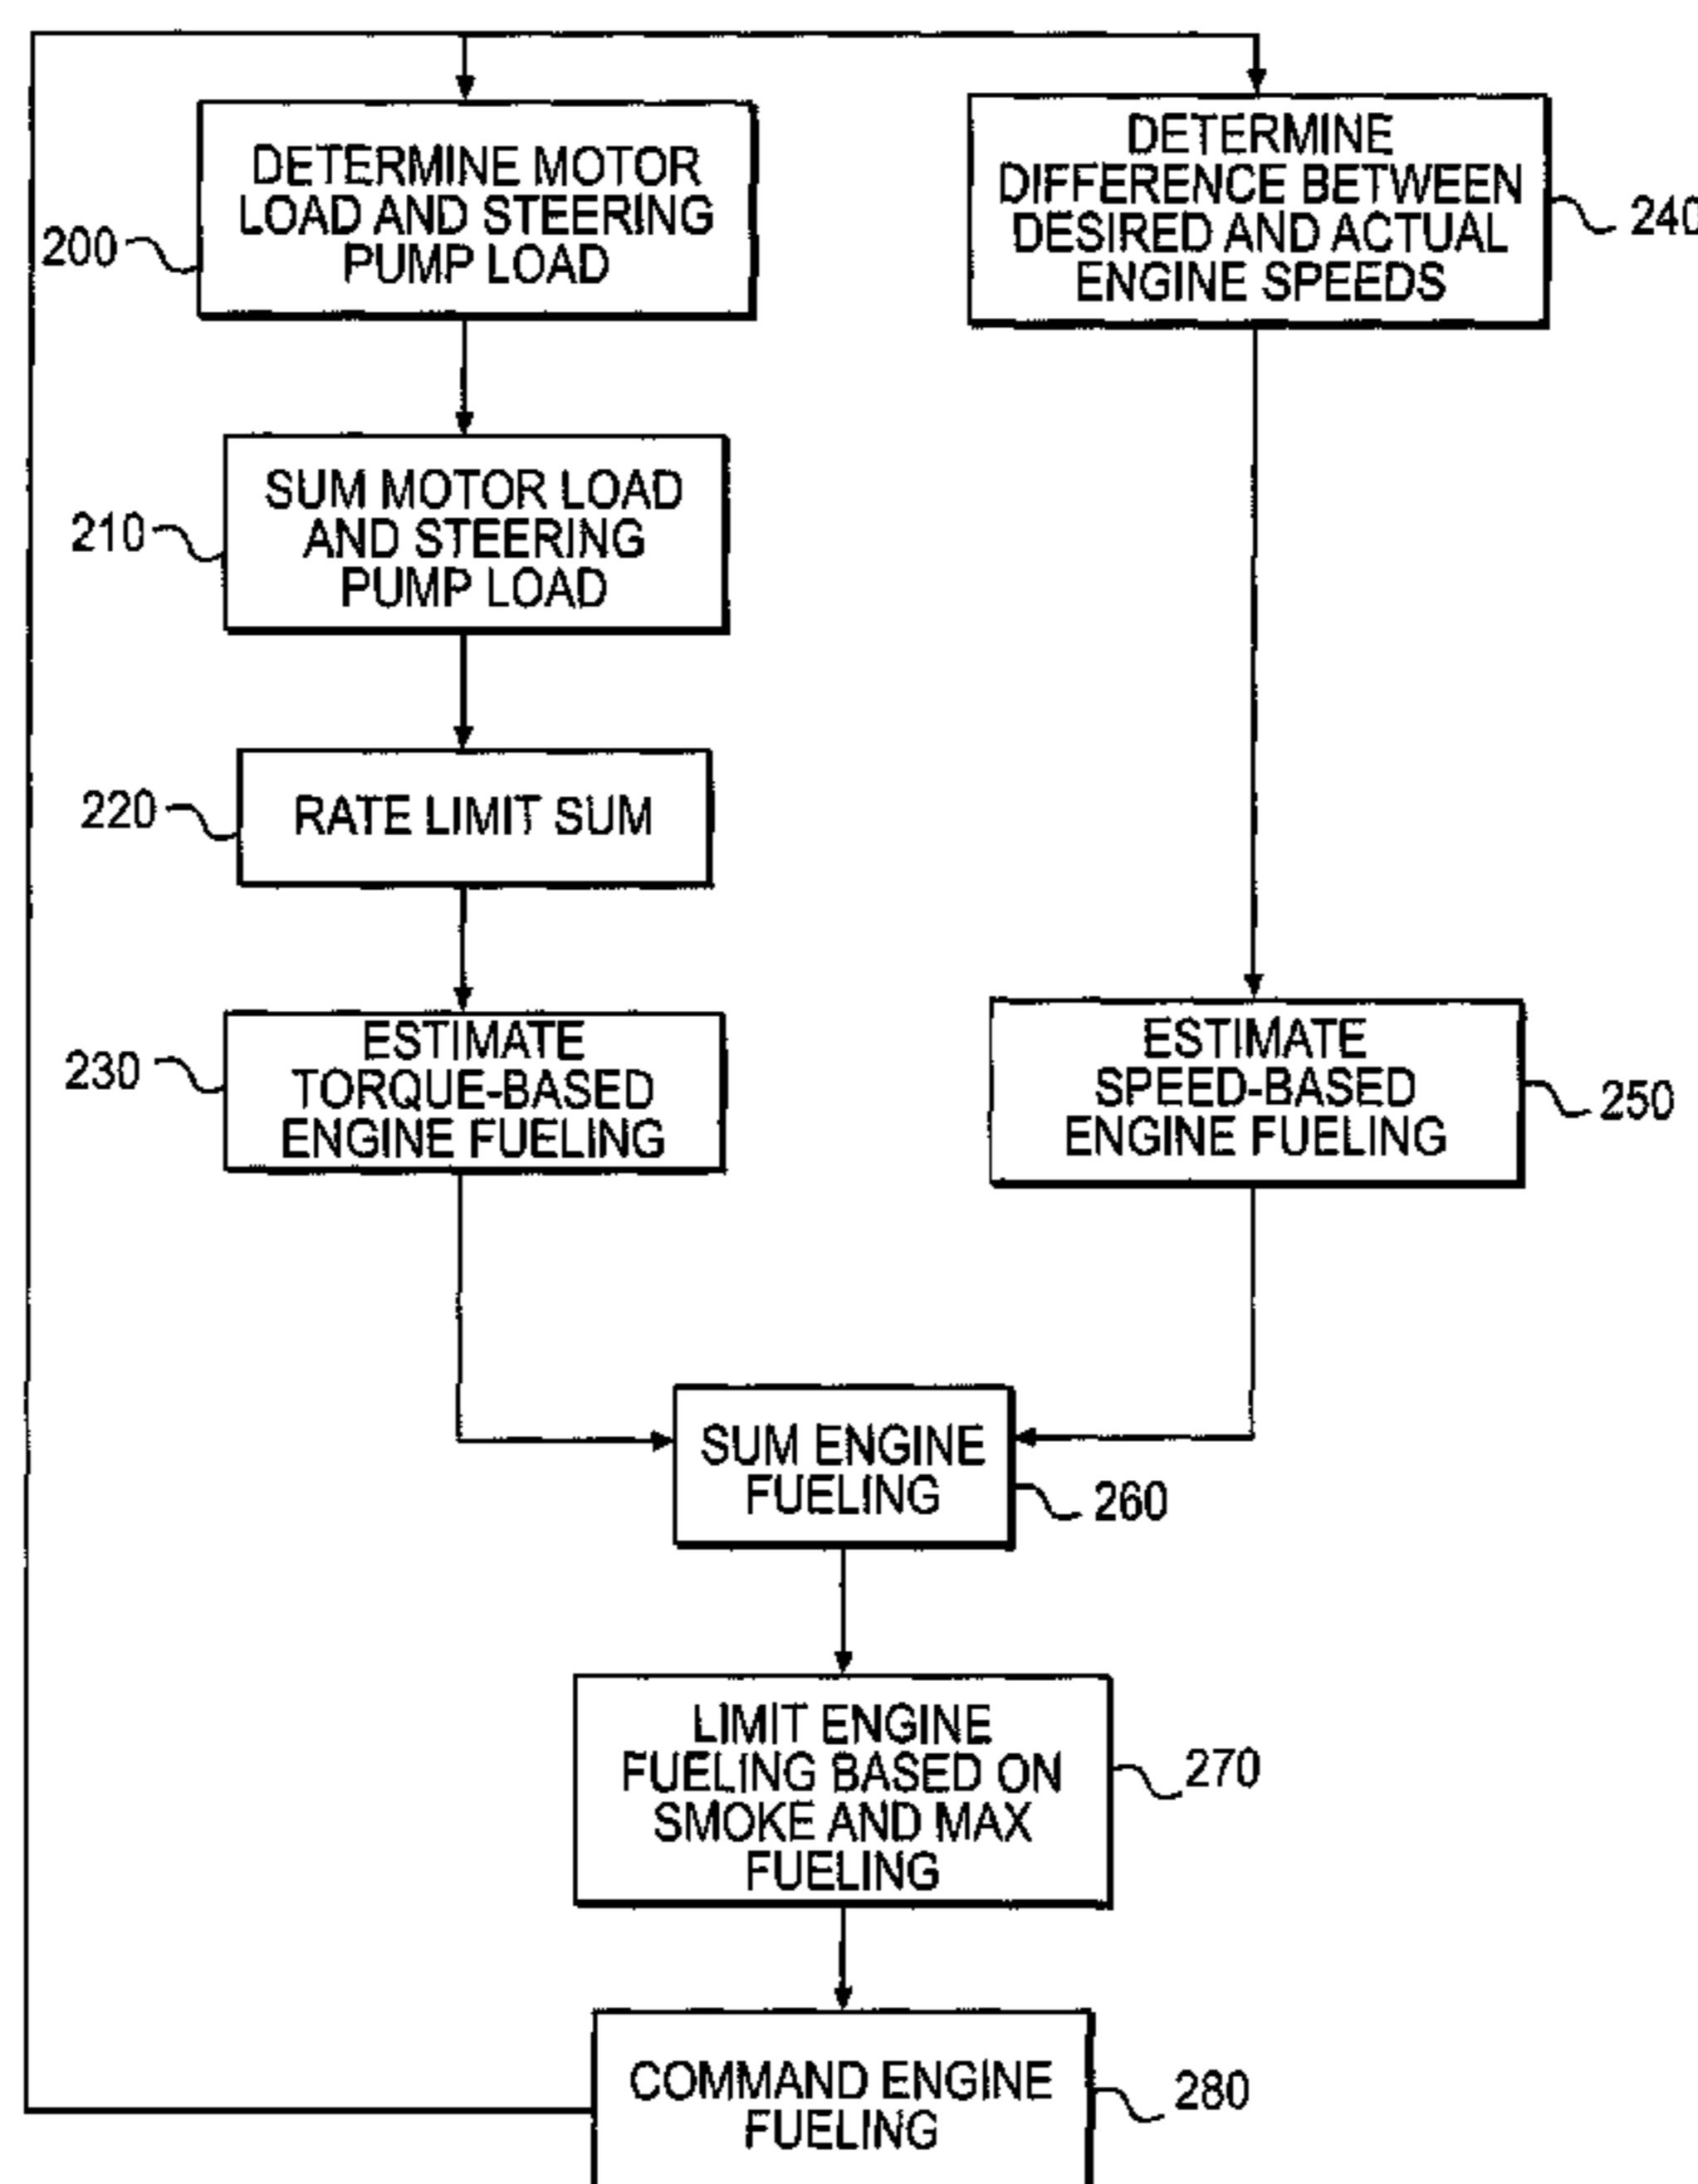 DETERMINE MOTOR
LOAD AND STEERING
PUMP LOAD
200
DETERMINE
DIFFERENCE BETWEEN
DESIRED AND ACTUAL
ENGINE SPEEDS
240
SUM MOTOR LOAD
AND STEERING
PUMP LOAD
210
RATE LIMIT SUM
220
ESTIMATE
TORQUE-BASED
ENGINE FUELING
230
ESTIMATE
SPEED-BASED
ENGINE FUELING
250
SUM ENGINE
FUELING
260
LIMIT ENGINE
FUELING BASED ON
SMOKE AND MAX
FUELING
270
COMMAND ENGINE
FUELING
280